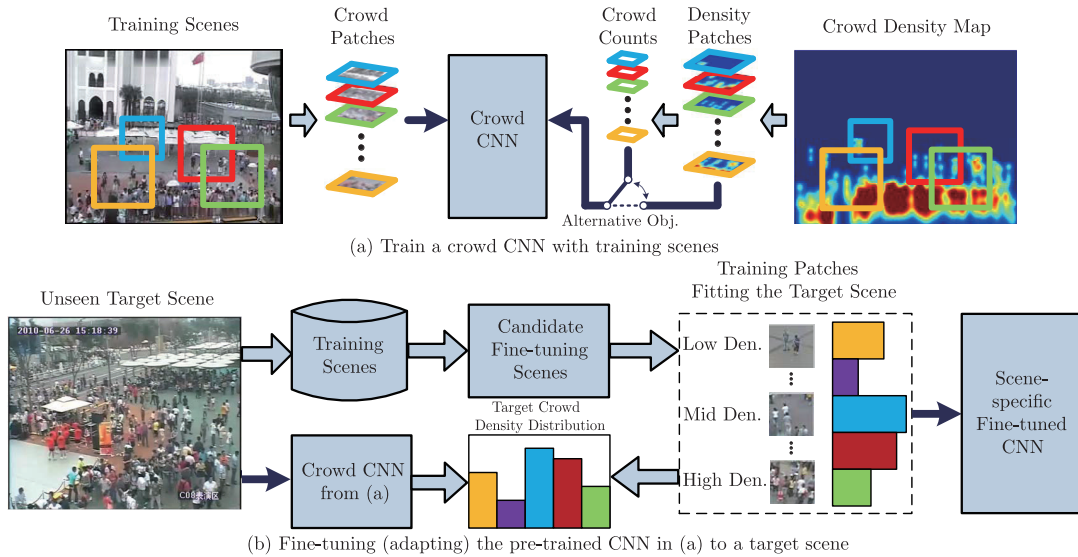 Training Scenes
Crowd
Patches
Crowd
Counts
Density
Patches
Crowd Density Map
Crowd
CNN
Alternative Obj.
(a) Train a crowd CNN with training scenes
Unseen Target Scene
2010-06-26 15:18:39
Training
Scenes
Candidate
Fine-tuning
Scenes
Training Patches
Fitting the Target Scene
Low Den.
Mid Den.
High Den.
Scene-
specific
Fine-tuned
CNN
Crowd CNN
from (a)
Target Crowd
Density Distribution
(b) Fine-tuning (adapting) the pre-trained CNN in (a) to a target scene